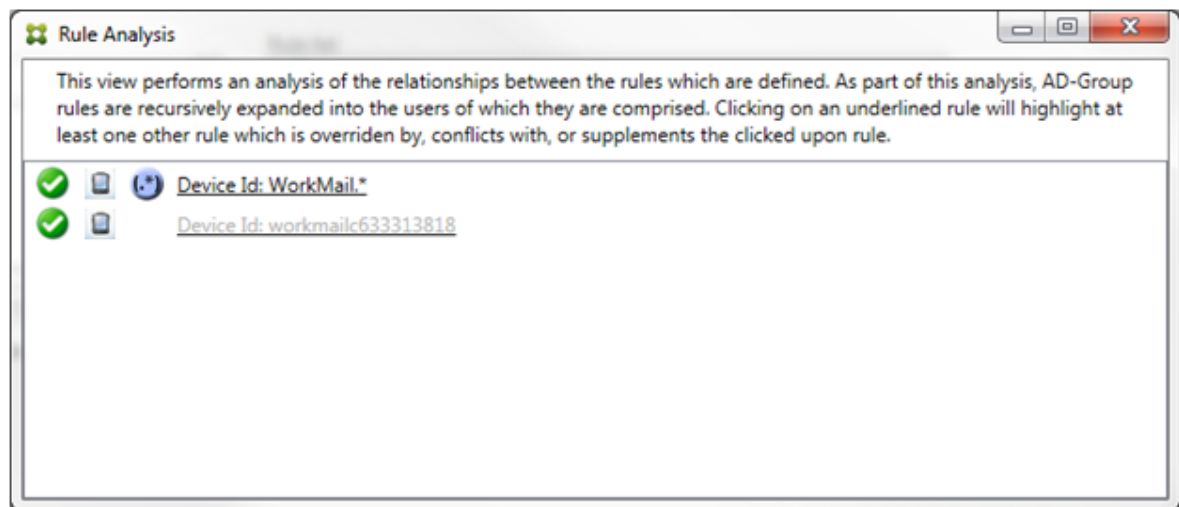 Rule Analysis
This view performs an analysis of the relationships between the rules which are defined. As part of this analysis, AD-Group
rules are recursively expanded into the users of which they are comprised. Clicking on an underlined rule will highlight at
least one other rule which is overriden by, conflicts with, or supplements the clicked upon rule.
(.*) Device Id: WorkMail.*
Device Id: workmailc633313818